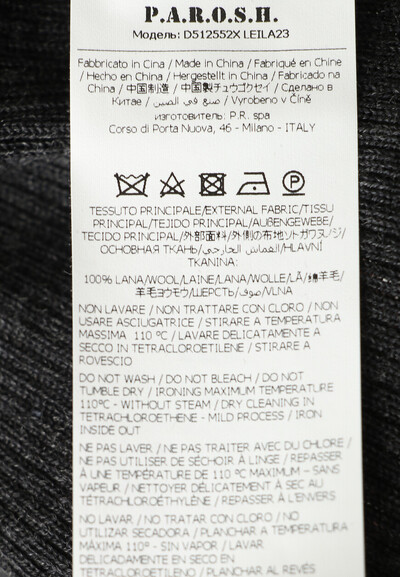 P.A.R.O.S.H.
Модель: D512552X LEILA23
Fabbricato in Cina / Made in China / Fabriqué en Chine
/ Hecho en China / Hergestellt in China / Fabricado na
China / 中国制造 / 中国製チュウゴクセイ / Сделано в
Китае / صنع في الصين / Vyrobeno v Číně
изготовитель: P.R. spa
Corso di Porta Nuova, 46 - Milano - ITALY
P
TESSUTO PRINCIPALE/EXTERNAL FABRIC/TISSU
PRINCIPAL/TEJIDO PRINCIPAL/AUßENGEWEBE/
TECIDO PRINCIPAL/外部面料/外側の布地ソトガワヌノジ/
ОСНОВНАЯ ТКАНЬ/القماش الخارجي/HLAVNÍ
TKANINA:
100% LANA/WOOL/LAINE/LANA/WOLLE/LÃ/绵羊毛/
羊毛ヨウモウ/ШЕРСТЬ/صوف/VLNA
NON LAVARE / NON TRATTARE CON CLORO / NON
USARE ASCIUGATRICE / STIRARE A TEMPERATURA
MASSIMA 110 ºC / LAVARE DELICATAMENTE A
SECCO IN TETRACLOROETILENE / STIRARE A
ROVESCIO
DO NOT WASH / DO NOT BLEACH / DO NOT
TUMBLE DRY / IRONING MAXIMUM TEMPERATURE
110ºC - WITHOUT STEAM / DRY CLEANING IN
TETRACHLOROETHENE - MILD PROCESS / IRON
INSIDE OUT
NE PAS LAVER / NE PAS TRAITER AVEC DU CHLORE /
NE PAS UTILISER DE SÉCHOIR À LINGE / REPASSER
À UNE TEMPÉRATURE DE 110 ºC MAXIMUM – SANS
VAPEUR / NETTOYER DÉLICATEMENT À SEC AU
TÉTRACHLOROÉTHYLÈNE / REPASSER À L'ENVERS
NO LAVAR / NO TRATAR CON CLORO / NO
UTILIZAR SECADORA / PLANCHAR A TEMPERATURA
MÁXIMA 110º - SIN VAPOR / LAVAR
DELICADAMENTE EN SECO EN
TETRACLOROETILENO / PLANCHAR AL REVÉS